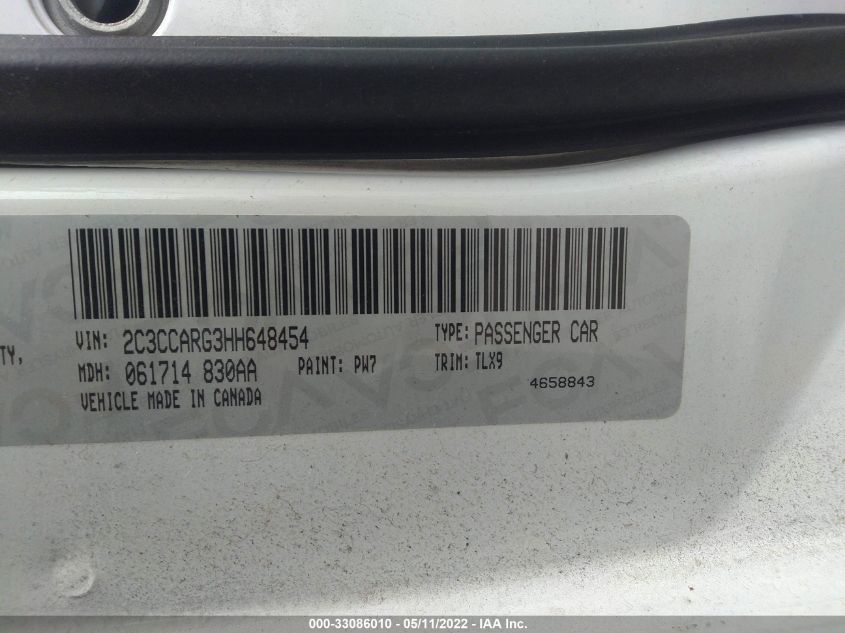 VIN: 2C3CCARG3HH648454 TYPE: PASSENGER CAR
TY,
MDH: 061714 830AA PAINT: PW7 TRIM: TLX9
4658843
VEHICLE MADE IN CANADA
000-33086010 - 05/11/2022 - IAA Inc.